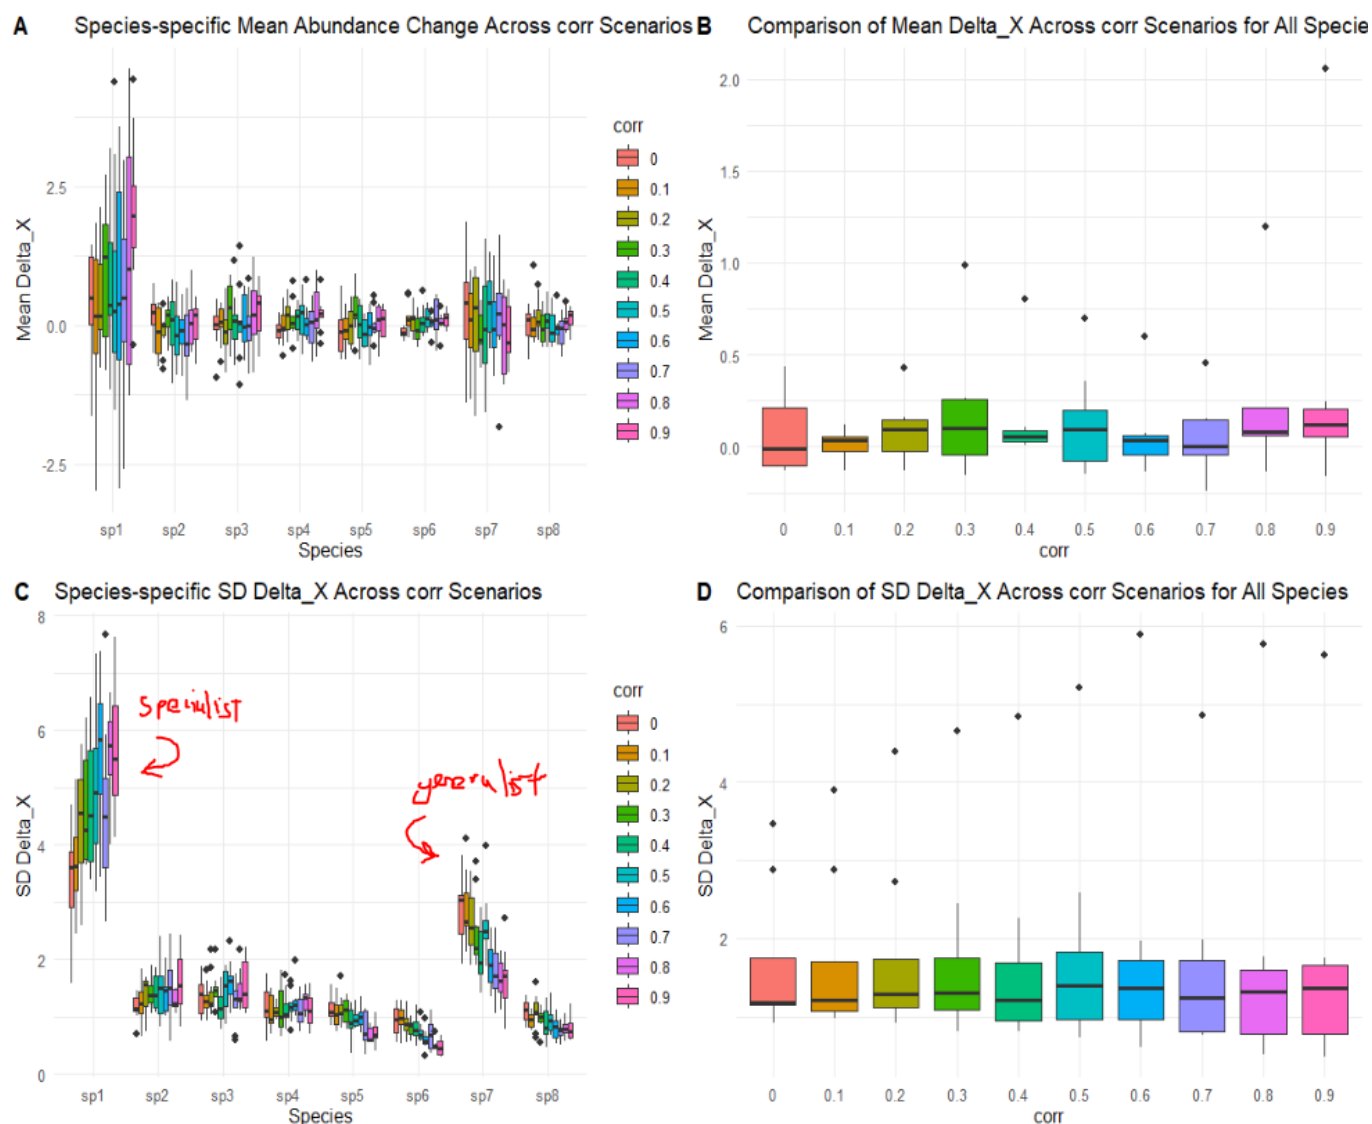 A Species-specific Mean Abundance Change Across corr Scenarios
Mean Delta_X
2.5
0.0
-2.5
sp1 sp2 sp3 sp4 sp5 sp6 sp7 sp8
Species
corr
0
0.1
0.2
0.3
0.4
0.5
0.6
0.7
0.8
0.9
B Comparison of Mean Delta_X Across corr Scenarios for All Specie
Mean Delta_X
2.0
1.5
1.0
0.5
0.0
0 0.1 0.2 0.3 0.4 0.5 0.6 0.7 0.8 0.9
corr
C Species-specific SD Delta_X Across corr Scenarios
SD Delta_X
8
6
4
2
0
specialist
generalist
sp1 sp2 sp3 sp4 sp5 sp6 sp7 sp8
Species
corr
0
0.1
0.2
0.3
0.4
0.5
0.6
0.7
0.8
0.9
D Comparison of SD Delta_X Across corr Scenarios for All Species
SD Delta_X
6
4
2
0 0.1 0.2 0.3 0.4 0.5 0.6 0.7 0.8 0.9
corr